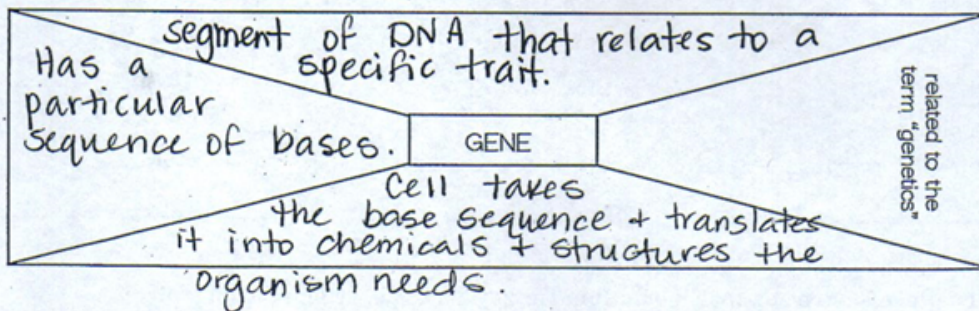 segment of DNA that relates to a
specific trait.
Has a
particular
sequence of bases.
GENE
related to the
term "genetics"
Cell takes
the base sequence + translates
it into chemicals + structures the
organism needs.